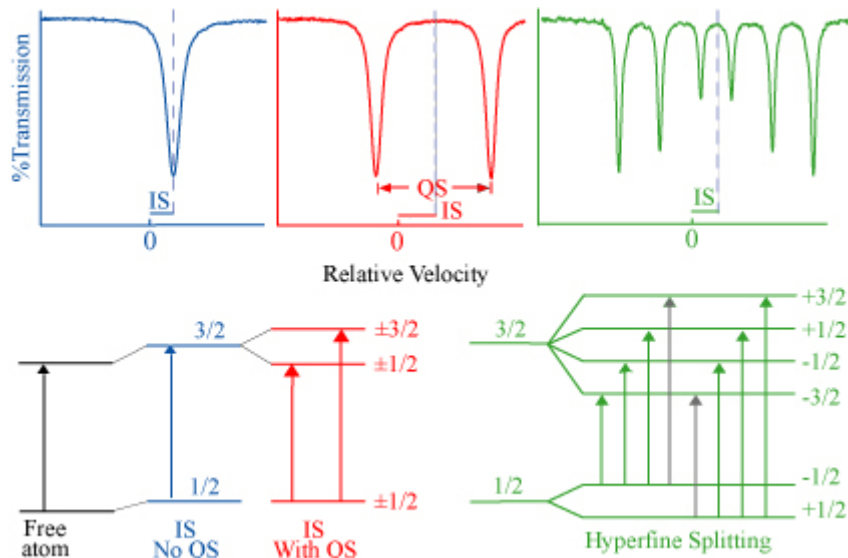 %Transmission
IS
0
QS
IS
0
IS
0
Relative Velocity
3/2
±3/2
±1/2
1/2
±1/2
Free
atom
IS
No QS
IS
With QS
3/2
+3/2
+1/2
-1/2
-3/2
1/2
-1/2
+1/2
Hyperfine Splitting